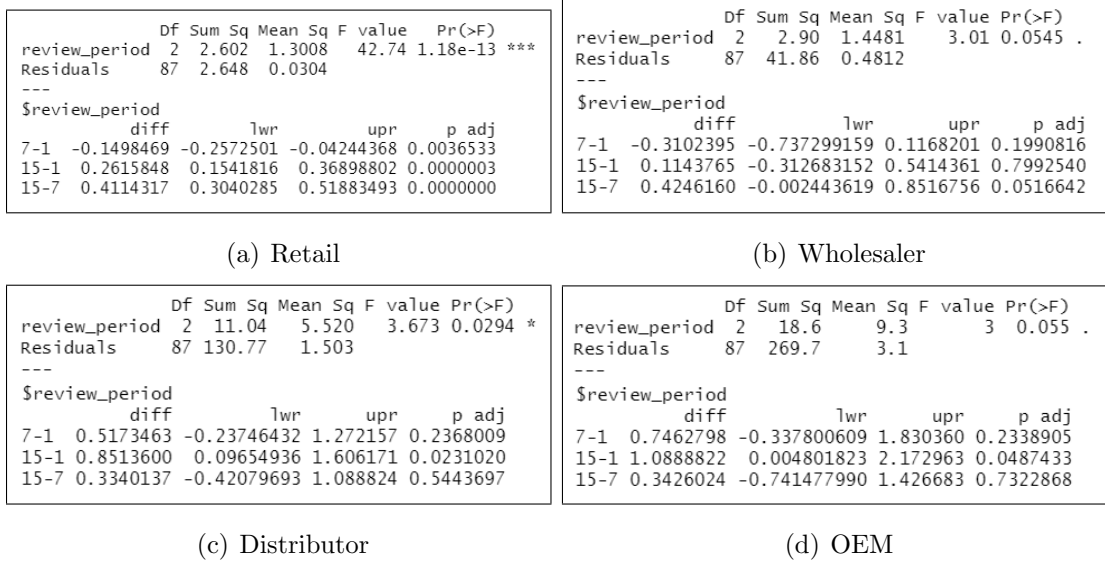 Df Sum Sq Mean Sq F value   Pr(>F)
review_period  2  2.602  1.3008   42.74 1.18e-13 ***
Residuals     87  2.648  0.0304
---
$review_period
           diff        lwr         upr     p adj
7-1  -0.1498469 -0.2572501 -0.04244368 0.0036533
15-1  0.2615848  0.1541816  0.36898802 0.0000003
15-7  0.4114317  0.3040285  0.51883493 0.0000000
(a) Retail
              Df Sum Sq Mean Sq F value Pr(>F)
review_period  2   2.90  1.4481    3.01 0.0545 .
Residuals     87  41.86  0.4812
---
$review_period
           diff          lwr       upr     p adj
7-1  -0.3102395 -0.737299159 0.1168201 0.1990816
15-1  0.1143765 -0.312683152 0.5414361 0.7992540
15-7  0.4246160 -0.002443619 0.8516756 0.0516642
(b) Wholesaler
              Df Sum Sq Mean Sq F value Pr(>F)
review_period  2  11.04   5.520   3.673 0.0294 *
Residuals     87 130.77   1.503
---
$review_period
          diff         lwr      upr     p adj
7-1  0.5173463 -0.23746432 1.272157 0.2368009
15-1 0.8513600  0.09654936 1.606171 0.0231020
15-7 0.3340137 -0.42079693 1.088824 0.5443697
(c) Distributor
              Df Sum Sq Mean Sq F value Pr(>F)
review_period  2   18.6     9.3       3  0.055 .
Residuals     87  269.7     3.1
---
$review_period
          diff          lwr      upr     p adj
7-1  0.7462798 -0.337800609 1.830360 0.2338905
15-1 1.0888822  0.004801823 2.172963 0.0487433
15-7 0.3426024 -0.741477990 1.426683 0.7322868
(d) OEM